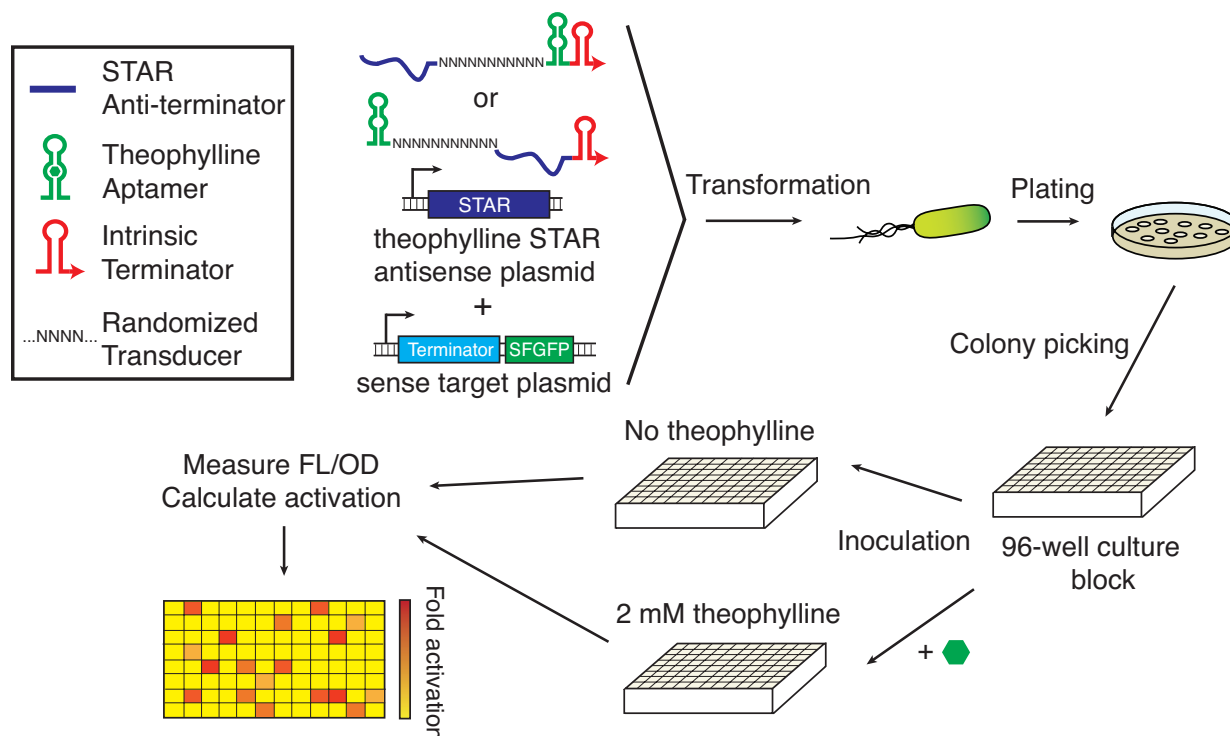 STAR
Anti-terminator
Theophylline
Aptamer
Intrinsic
Terminator
...NNNN...
Randomized
Transducer
NNNNNNNNNNN
or
NNNNNNNNNNN
STAR
theophylline STAR
antisense plasmid
+
Terminator
SFGFP
sense target plasmid
Transformation
Plating
Colony picking
96-well culture
block
Inoculation
No theophylline
+
2 mM theophylline
Measure FL/OD
Calculate activation
Fold activation